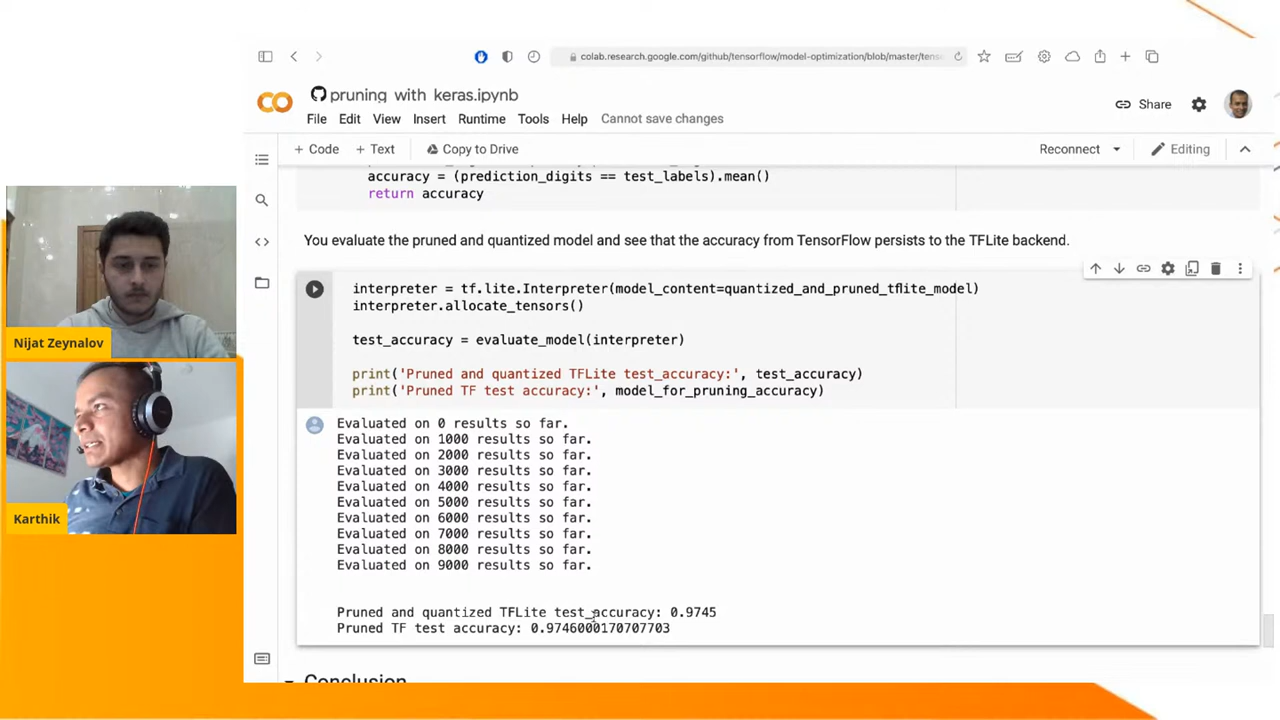 colab.research.google.com/github/tensorflow/model-optimization/blob/master/tens
pruning with keras.ipynb
Share
File Edit View Insert Runtime Tools Help Cannot save changes
+ Code + Text Copy to Drive Reconnect Editing
accuracy = (prediction_digits == test_labels).mean()
return accuracy
You evaluate the pruned and quantized model and see that the accuracy from TensorFlow persists to the TFLite backend.
interpreter = tf.lite.Interpreter(model_content=quantized_and_pruned_tflite_model)
interpreter.allocate_tensors()
test_accuracy = evaluate_model(interpreter)
print('Pruned and quantized TFLite test_accuracy:', test_accuracy)
print('Pruned TF test accuracy:', model_for_pruning_accuracy)
Evaluated on 0 results so far.
Evaluated on 1000 results so far.
Evaluated on 2000 results so far.
Evaluated on 3000 results so far.
Evaluated on 4000 results so far.
Evaluated on 5000 results so far.
Evaluated on 6000 results so far.
Evaluated on 7000 results so far.
Evaluated on 8000 results so far.
Evaluated on 9000 results so far.
Pruned and quantized TFLite test_accuracy: 0.9745
Pruned TF test accuracy: 0.9746000170707703
Conclusion
Nijat Zeynalov
Karthik